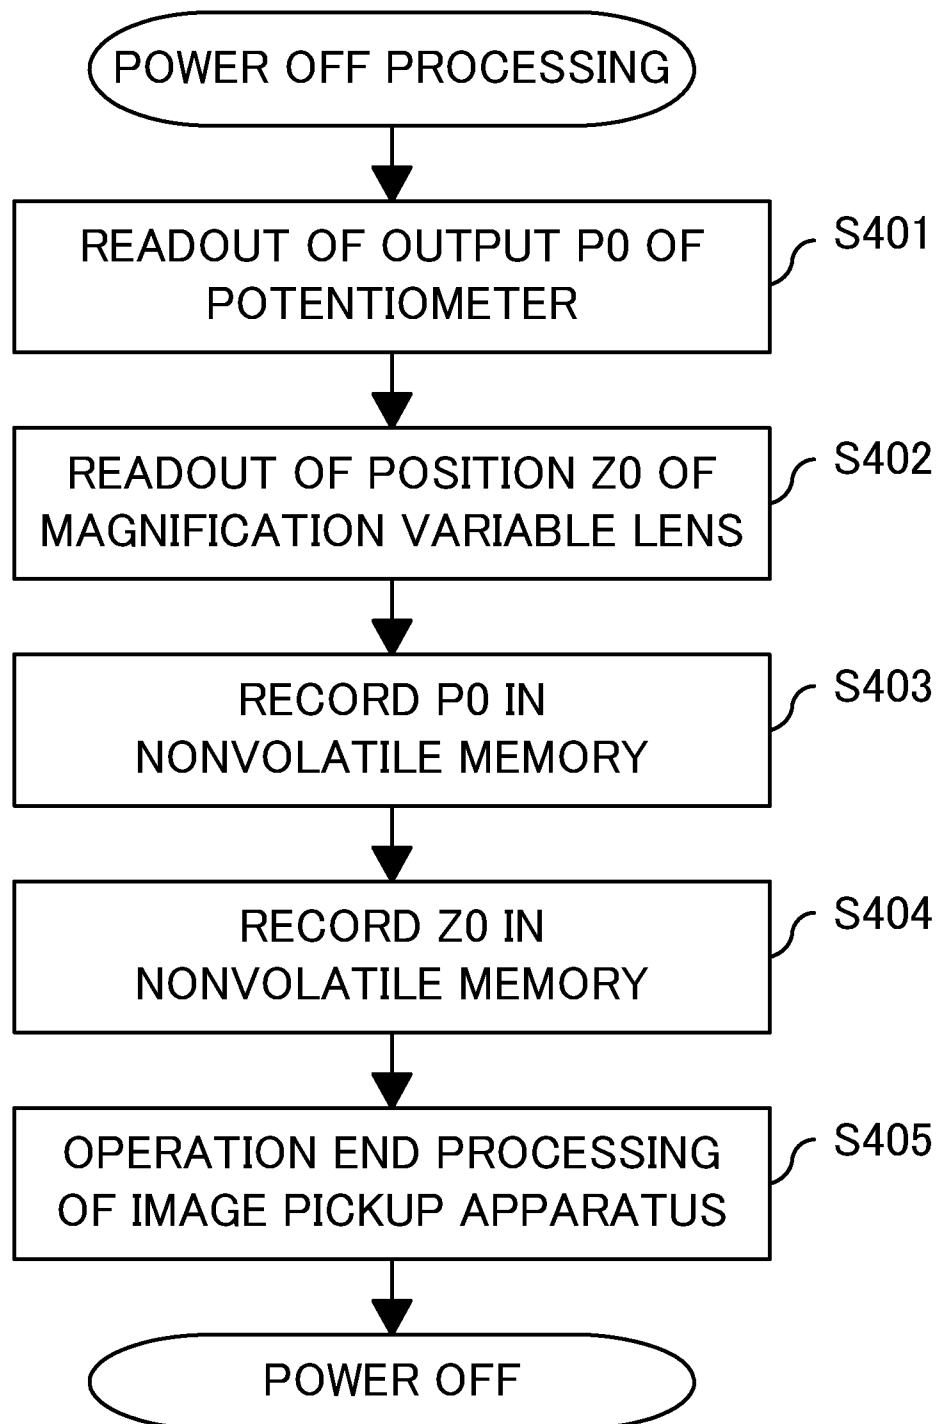 POWER OFF PROCESSING
READOUT OF OUTPUT P0 OF
POTENTIOMETER
S401
READOUT OF POSITION Z0 OF
MAGNIFICATION VARIABLE LENS
S402
RECORD P0 IN
NONVOLATILE MEMORY
S403
RECORD Z0 IN
NONVOLATILE MEMORY
S404
OPERATION END PROCESSING
OF IMAGE PICKUP APPARATUS
S405
POWER OFF